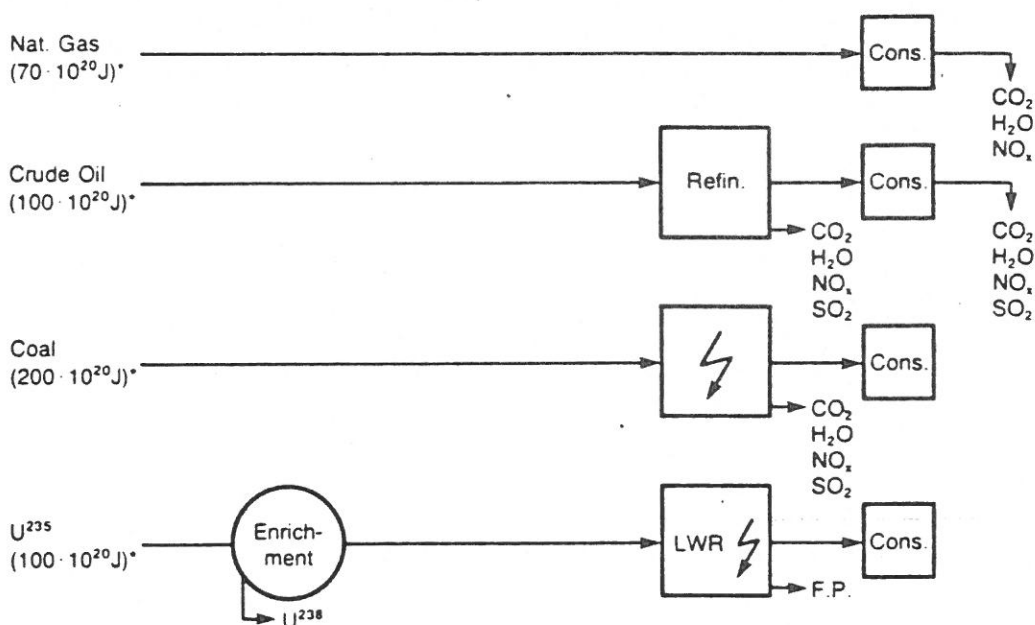 Nat. Gas
(70 · 10²⁰J)*
Cons.
CO₂
H₂O
NOₓ
Crude Oil
(100 · 10²⁰J)*
Refin.
Cons.
CO₂
H₂O
NOₓ
SO₂
CO₂
H₂O
NOₓ
SO₂
Coal
(200 · 10²⁰J)*
Cons.
CO₂
H₂O
NOₓ
SO₂
U²³⁵
(100 · 10²⁰J)*
Enrich-
ment
U²³⁸
LWR
Cons.
F.P.